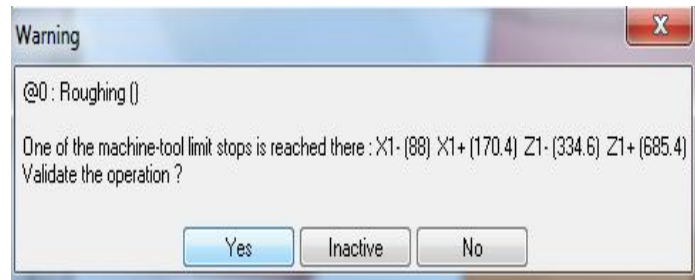 Warning
X
@0 : Roughing ()
One of the machine-tool limit stops is reached there : X1- (88) X1+ (170.4) Z1- (334.6) Z1+ (685.4)
Validate the operation ?
Yes Inactive No